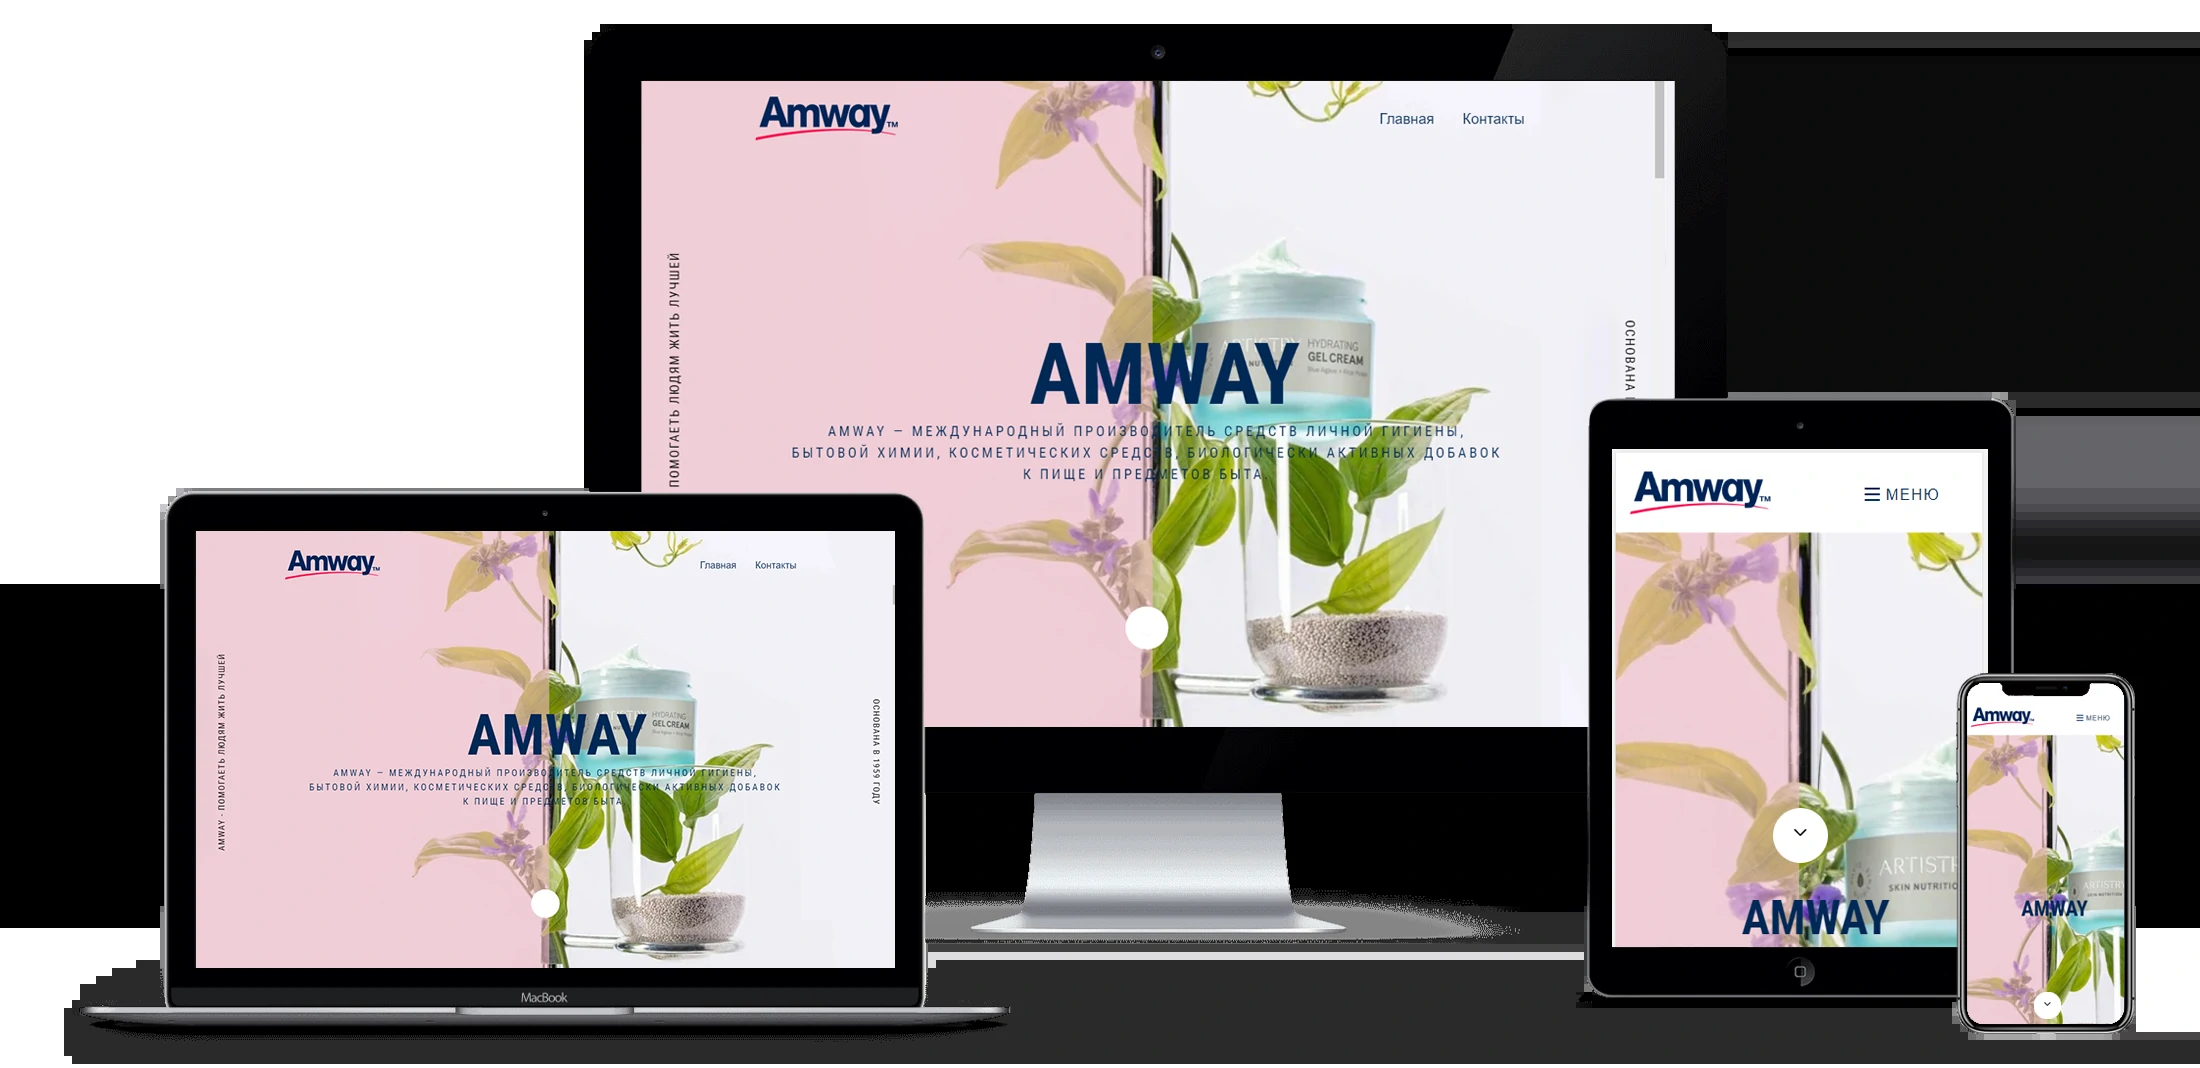 Amway™
Главная Контакты
ПОМОГАЕТЬ ЛЮДЯМ ЖИТЬ ЛУЧШЕЙ
ОСНОВАНА
HYDRATING
GEL CREAM
AMWAY
AMWAY – МЕЖДУНАРОДНЫЙ ПРОИЗВОДИТЕЛЬ СРЕДСТВ ЛИЧНОЙ ГИГИЕНЫ,
БЫТОВОЙ ХИМИИ, КОСМЕТИЧЕСКИХ СРЕДСТВ, БИОЛОГИЧЕСКИ АКТИВНЫХ ДОБАВОК
К ПИЩЕ И ПРЕДМЕТОВ БЫТА.
Amway™
Главная Контакты
AMWAY - ПОМОГАЕТЬ ЛЮДЯМ ЖИТЬ ЛУЧШЕЙ
ОСНОВАНА В 1959 ГОДУ
HYDRATING
GEL CREAM
AMWAY
AMWAY – МЕЖДУНАРОДНЫЙ ПРОИЗВОДИТЕЛЬ СРЕДСТВ ЛИЧНОЙ ГИГИЕНЫ,
БЫТОВОЙ ХИМИИ, КОСМЕТИЧЕСКИХ СРЕДСТВ, БИОЛОГИЧЕСКИ АКТИВНЫХ ДОБАВОК
К ПИЩЕ И ПРЕДМЕТОВ БЫТА.
MacBook
Amway™
МЕНЮ
ARTIST
SKIN NUTRITIO
AMWAY
Amway™
МЕНЮ
ARTISTRY
SKIN NUTRITION
AMWAY